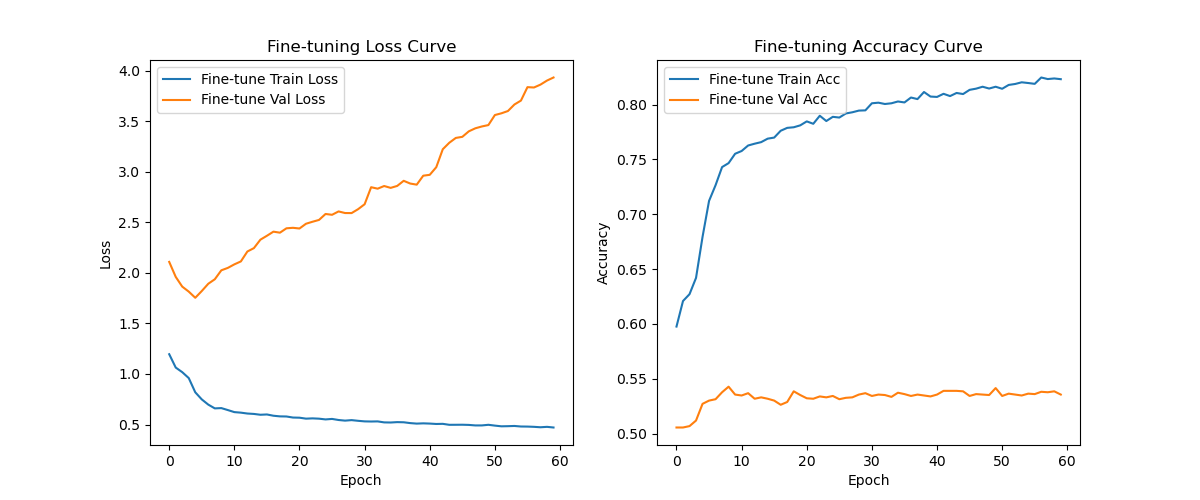 Fine-tuning Loss Curve
Fine-tune Train Loss
Fine-tune Val Loss
4.0
3.5
3.0
2.5
2.0
1.5
1.0
0.5
Loss
0 10 20 30 40 50 60
Epoch
Fine-tuning Accuracy Curve
Fine-tune Train Acc
Fine-tune Val Acc
0.80
0.75
0.70
0.65
0.60
0.55
0.50
Accuracy
0 10 20 30 40 50 60
Epoch